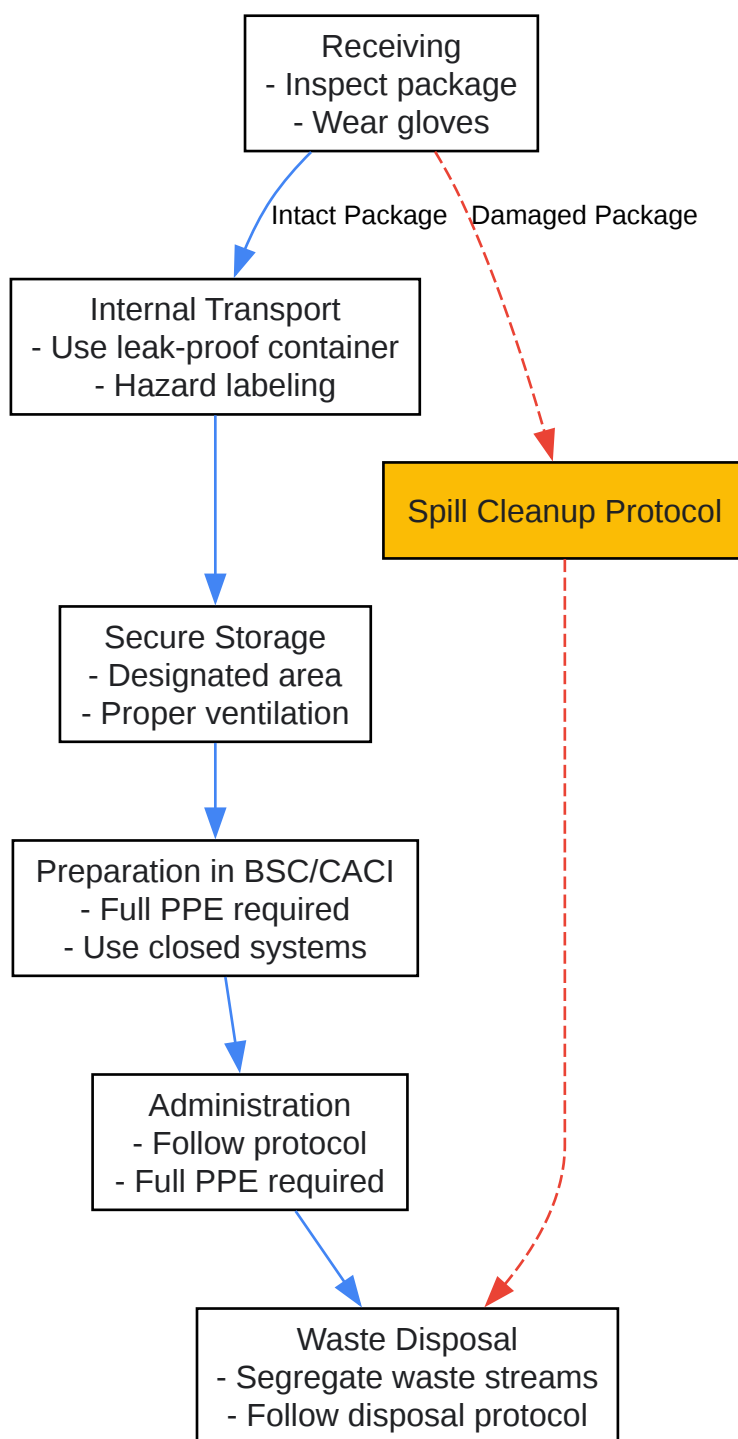 Receiving
- Inspect package
- Wear gloves
Intact Package
Damaged Package
Internal Transport
- Use leak-proof container
- Hazard labeling
Spill Cleanup Protocol
Secure Storage
- Designated area
- Proper ventilation
Preparation in BSC/CACI
- Full PPE required
- Use closed systems
Administration
- Follow protocol
- Full PPE required
Waste Disposal
- Segregate waste streams
- Follow disposal protocol